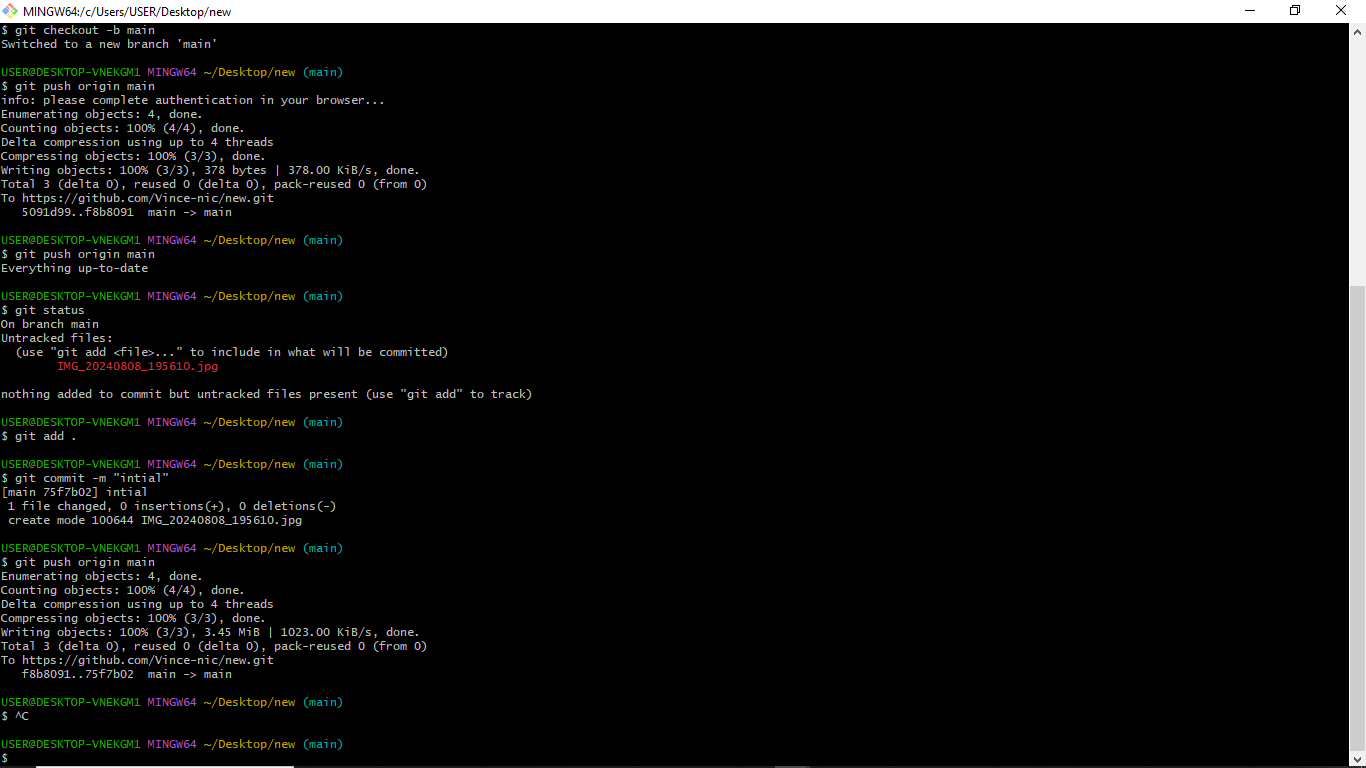 MINGW64:/c/Users/USER/Desktop/new
$ git checkout -b main
Switched to a new branch 'main'
USER@DESKTOP-VNEKGM1 MINGW64 ~/Desktop/new (main)
$ git push origin main
info: please complete authentication in your browser...
Enumerating objects: 4, done.
Counting objects: 100% (4/4), done.
Delta compression using up to 4 threads
Compressing objects: 100% (3/3), done.
Writing objects: 100% (3/3), 378 bytes | 378.00 KiB/s, done.
Total 3 (delta 0), reused 0 (delta 0), pack-reused 0 (from 0)
To https://github.com/Vince-nic/new.git
   5091d99..f8b8091  main -> main
USER@DESKTOP-VNEKGM1 MINGW64 ~/Desktop/new (main)
$ git push origin main
Everything up-to-date
USER@DESKTOP-VNEKGM1 MINGW64 ~/Desktop/new (main)
$ git status
On branch main
Untracked files:
  (use "git add <file>..." to include in what will be committed)
        IMG_20240808_195610.jpg
nothing added to commit but untracked files present (use "git add" to track)
USER@DESKTOP-VNEKGM1 MINGW64 ~/Desktop/new (main)
$ git add .
USER@DESKTOP-VNEKGM1 MINGW64 ~/Desktop/new (main)
$ git commit -m "intial"
[main 75f7b02] intial
 1 file changed, 0 insertions(+), 0 deletions(-)
 create mode 100644 IMG_20240808_195610.jpg
USER@DESKTOP-VNEKGM1 MINGW64 ~/Desktop/new (main)
$ git push origin main
Enumerating objects: 4, done.
Counting objects: 100% (4/4), done.
Delta compression using up to 4 threads
Compressing objects: 100% (3/3), done.
Writing objects: 100% (3/3), 3.45 MiB | 1023.00 KiB/s, done.
Total 3 (delta 0), reused 0 (delta 0), pack-reused 0 (from 0)
To https://github.com/Vince-nic/new.git
   f8b8091..75f7b02  main -> main
USER@DESKTOP-VNEKGM1 MINGW64 ~/Desktop/new (main)
$ ^C
USER@DESKTOP-VNEKGM1 MINGW64 ~/Desktop/new (main)
$